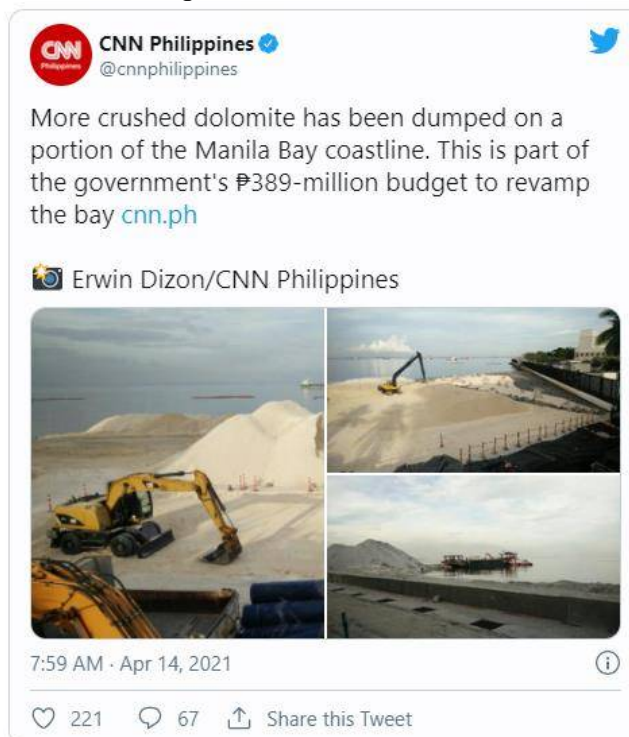 CNN Philippines
@cnnphilippines
More crushed dolomite has been dumped on a
portion of the Manila Bay coastline. This is part of
the government's ₱389-million budget to revamp
the bay cnn.ph
Erwin Dizon/CNN Philippines
7:59 AM · Apr 14, 2021
221 67 Share this Tweet